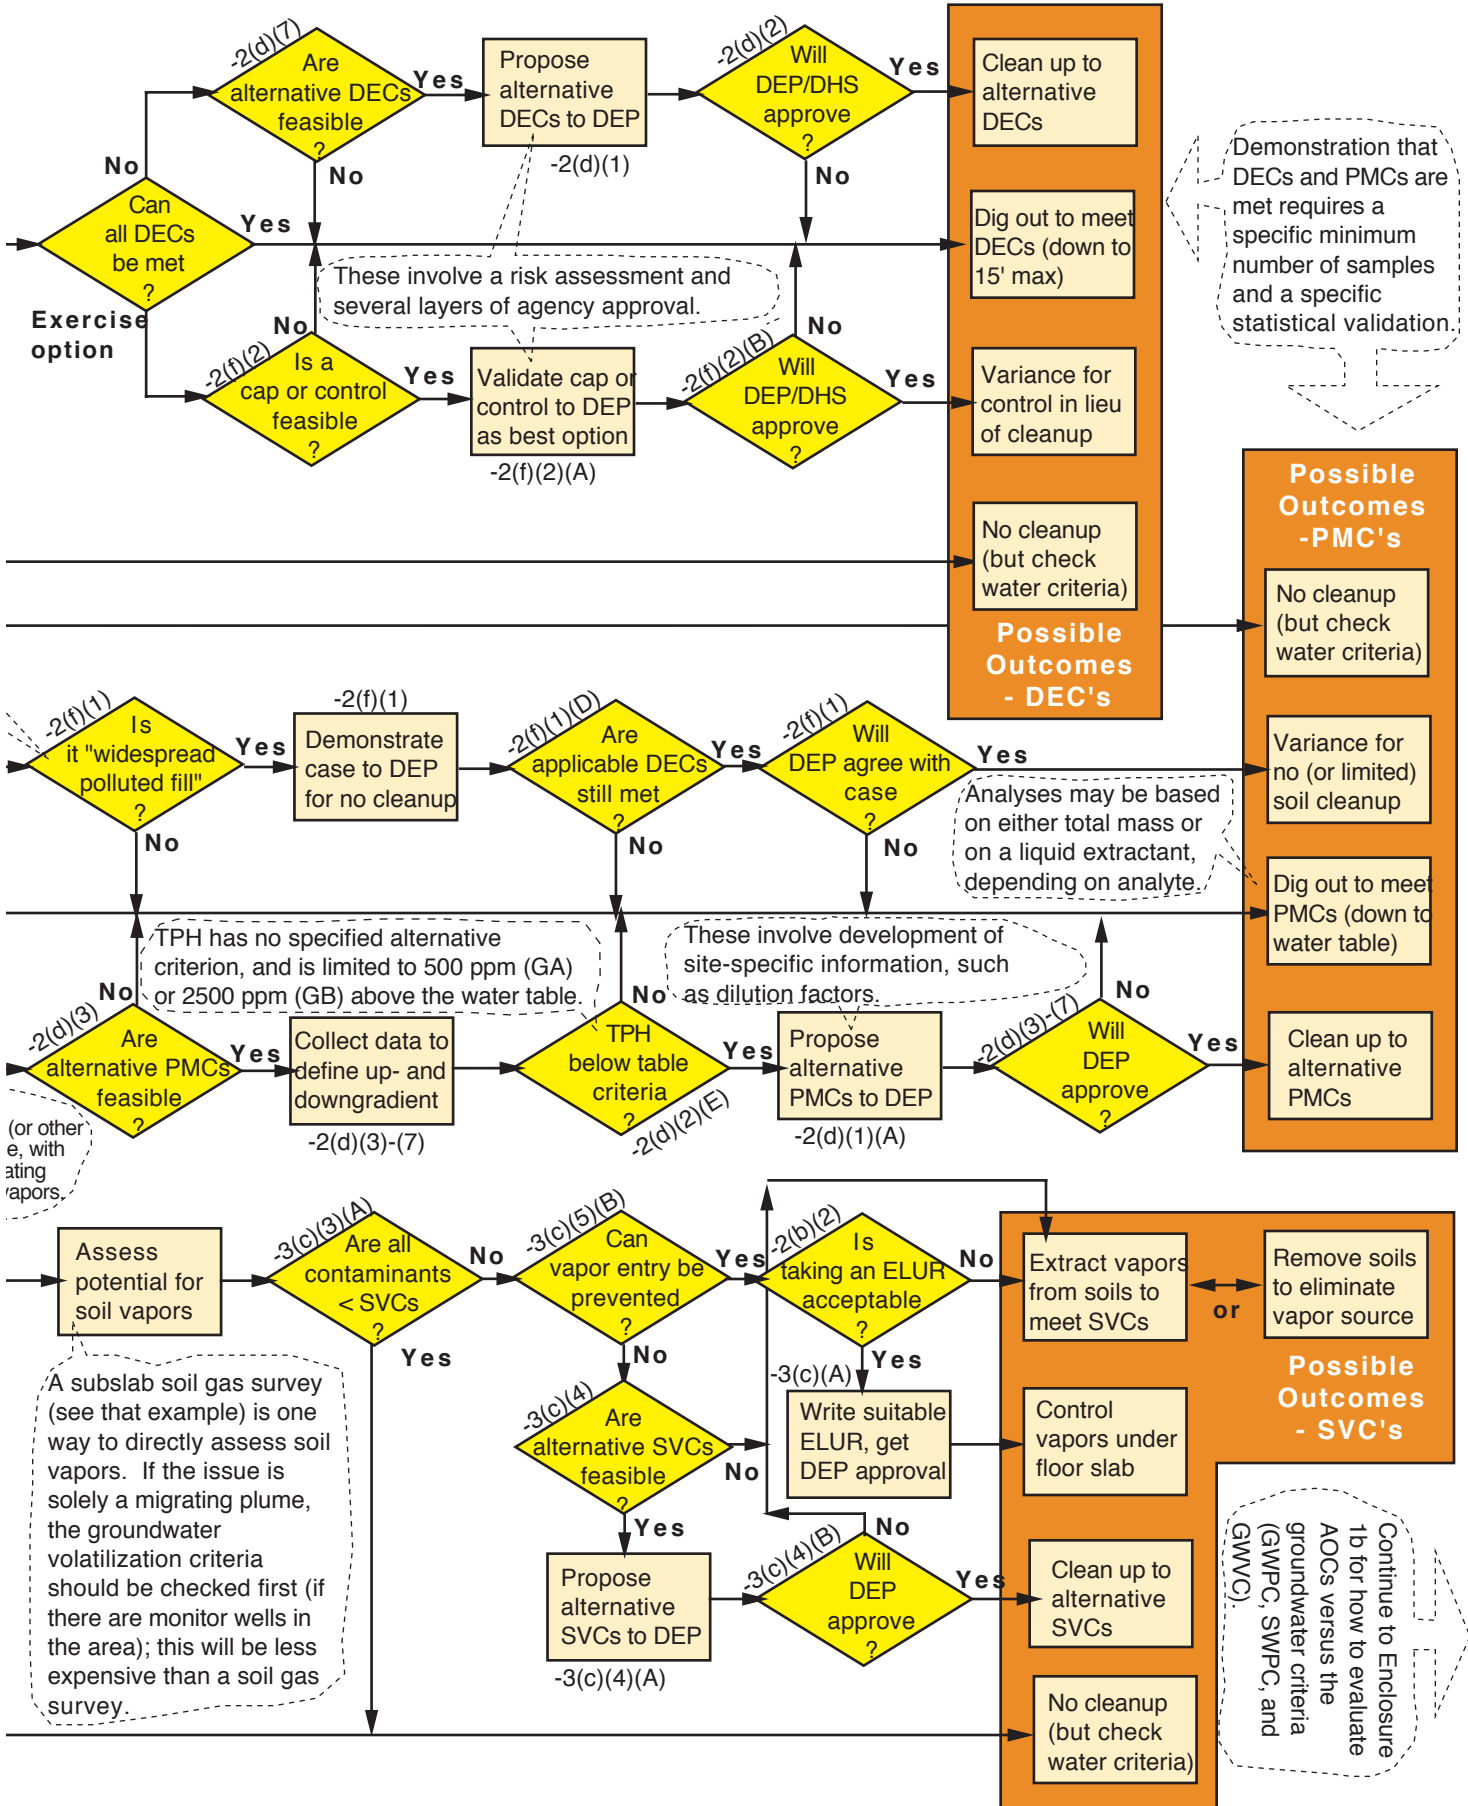 -2(d)(7)
Are
alternative DECs
feasible
?
Yes
No
Propose
alternative
DECs to DEP
-2(d)(1)
-2(d)(2)
Will
DEP/DHS
approve
?
Yes
No
Clean up to
alternative
DECs
No
Can
all DECs
be met
?
Yes
Exercise
option
Dig out to meet
DECs (down to
15' max)
Demonstration that
DECs and PMCs are
met requires a
specific minimum
number of samples
and a specific
statistical validation.
These involve a risk assessment and
several layers of agency approval.
No
-2(f)(2)
Is a
cap or control
feasible
?
Yes
Validate cap or
control to DEP
as best option
-2(f)(2)(A)
-2(f)(2)(B)
No
Will
DEP/DHS
approve
?
Yes
Variance for
control in lieu
of cleanup
No cleanup
(but check
water criteria)
Possible
Outcomes
- DEC's
Possible
Outcomes
-PMC's
No cleanup
(but check
water criteria)
-2(f)(1)
Is
it "widespread
polluted fill"
?
Yes
No
-2(f)(1)
Demonstrate
case to DEP
for no cleanup
-2(f)(1)(D)
Are
applicable DECs
still met
?
Yes
No
-2(f)(1)
Will
DEP agree with
case
?
Yes
No
Variance for
no (or limited)
soil cleanup
Analyses may be based
on either total mass or
on a liquid extractant,
depending on analyte.
Dig out to meet
PMCs (down to
water table)
TPH has no specified alternative
criterion, and is limited to 500 ppm (GA)
or 2500 ppm (GB) above the water table.
These involve development of
site-specific information, such
as dilution factors.
No
-2(d)(3)
Are
alternative PMCs
feasible
?
Yes
Collect data to
define up- and
downgradient
-2(d)(3)-(7)
No
TPH
below table
criteria
?
-2(d)(2)(E)
Yes
Propose
alternative
PMCs to DEP
-2(d)(1)(A)
-2(d)(3)-(7)
No
Will
DEP
approve
?
Yes
Clean up to
alternative
PMCs
(or other
e, with
ating
vapors.
Assess
potential for
soil vapors
-3(c)(3)(A)
Are all
contaminants
< SVCs
?
No
Yes
-3(c)(5)(B)
Can
vapor entry be
prevented
?
Yes
No
-2(b)(2)
Is
taking an ELUR
acceptable
?
No
Yes
Extract vapors
from soils to
meet SVCs
or
Remove soils
to eliminate
vapor source
Possible
Outcomes
- SVC's
A subslab soil gas survey
(see that example) is one
way to directly assess soil
vapors. If the issue is
solely a migrating plume,
the groundwater
volatilization criteria
should be checked first (if
there are monitor wells in
the area); this will be less
expensive than a soil gas
survey.
-3(c)(4)
Are
alternative SVCs
feasible
?
No
Yes
-3(c)(A)
Write suitable
ELUR, get
DEP approval
Control
vapors under
floor slab
Propose
alternative
SVCs to DEP
-3(c)(4)(A)
-3(c)(4)(B)
No
Will
DEP
approve
?
Yes
Clean up to
alternative
SVCs
No cleanup
(but check
water criteria)
Continue to Enclosure
1b for how to evaluate
AOCs versus the
groundwater criteria
(GWPC, SWPC, and
GWVC).